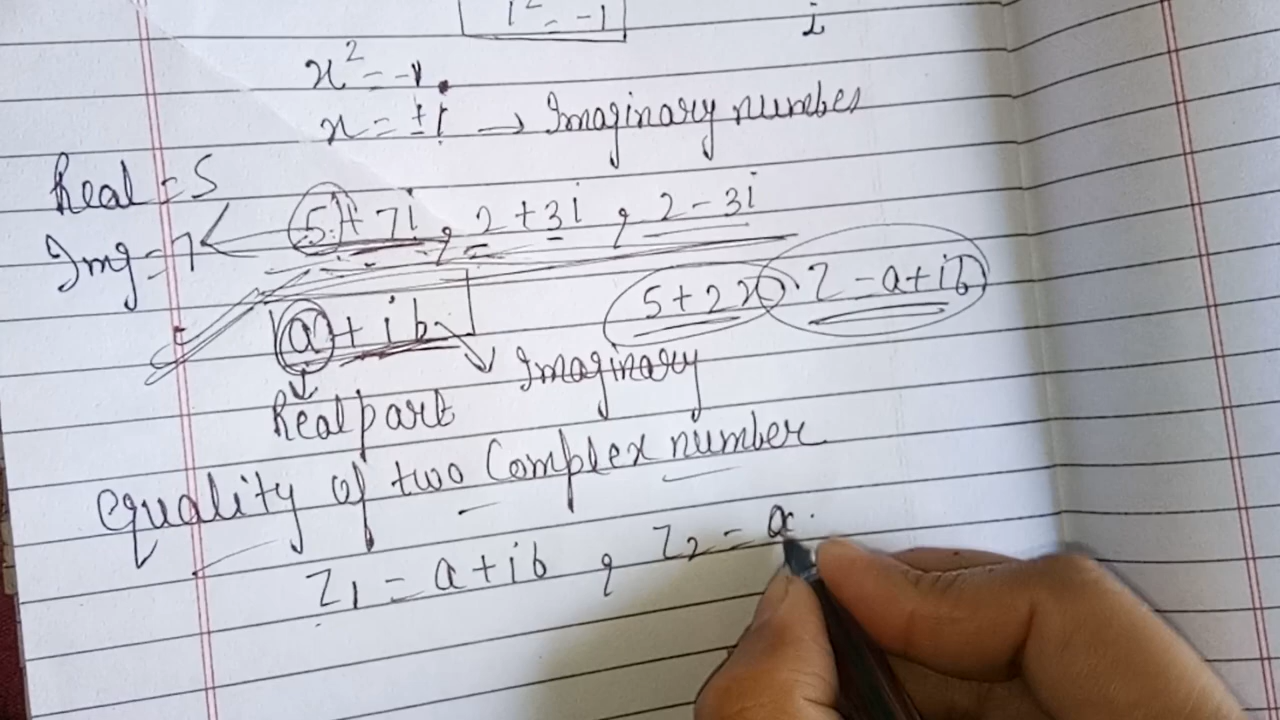 i² = -1
i
x² = -1
x = ±i → Imaginary number
Real = 5
5 + 7i, 2 + 3i, 2 - 3i
Img = 7
5 + 2x Z = a + ib
a + ib
Imaginary
Real part
equality of two Complex number
Z₁ = a + ib, Z₂ = a